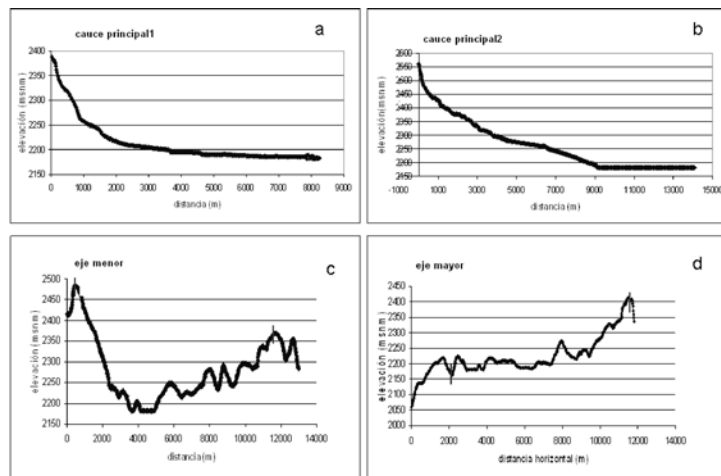 cauce principal1
a
elevación (msnm)
2400
2350
2300
2250
2200
2150
0 1000 2000 3000 4000 5000 6000 7000 8000 9000
distancia (m)
cauce principal2
b
elevación(msnm)
2600
2550
2500
2450
2400
2350
2300
2250
2200
2150
-1000 1000 3000 5000 7000 9000 11000 13000 15000
distancia (m)
eje menor
c
elevación (msnm)
2500
2450
2400
2350
2300
2250
2200
2150
0 2000 4000 6000 8000 10000 12000 14000
distancia (m)
eje mayor
d
elevación (msnm)
2450
2400
2350
2300
2250
2200
2150
2100
2050
2000
0 2000 4000 6000 8000 10000 12000 14000
distancia horizontal (m)